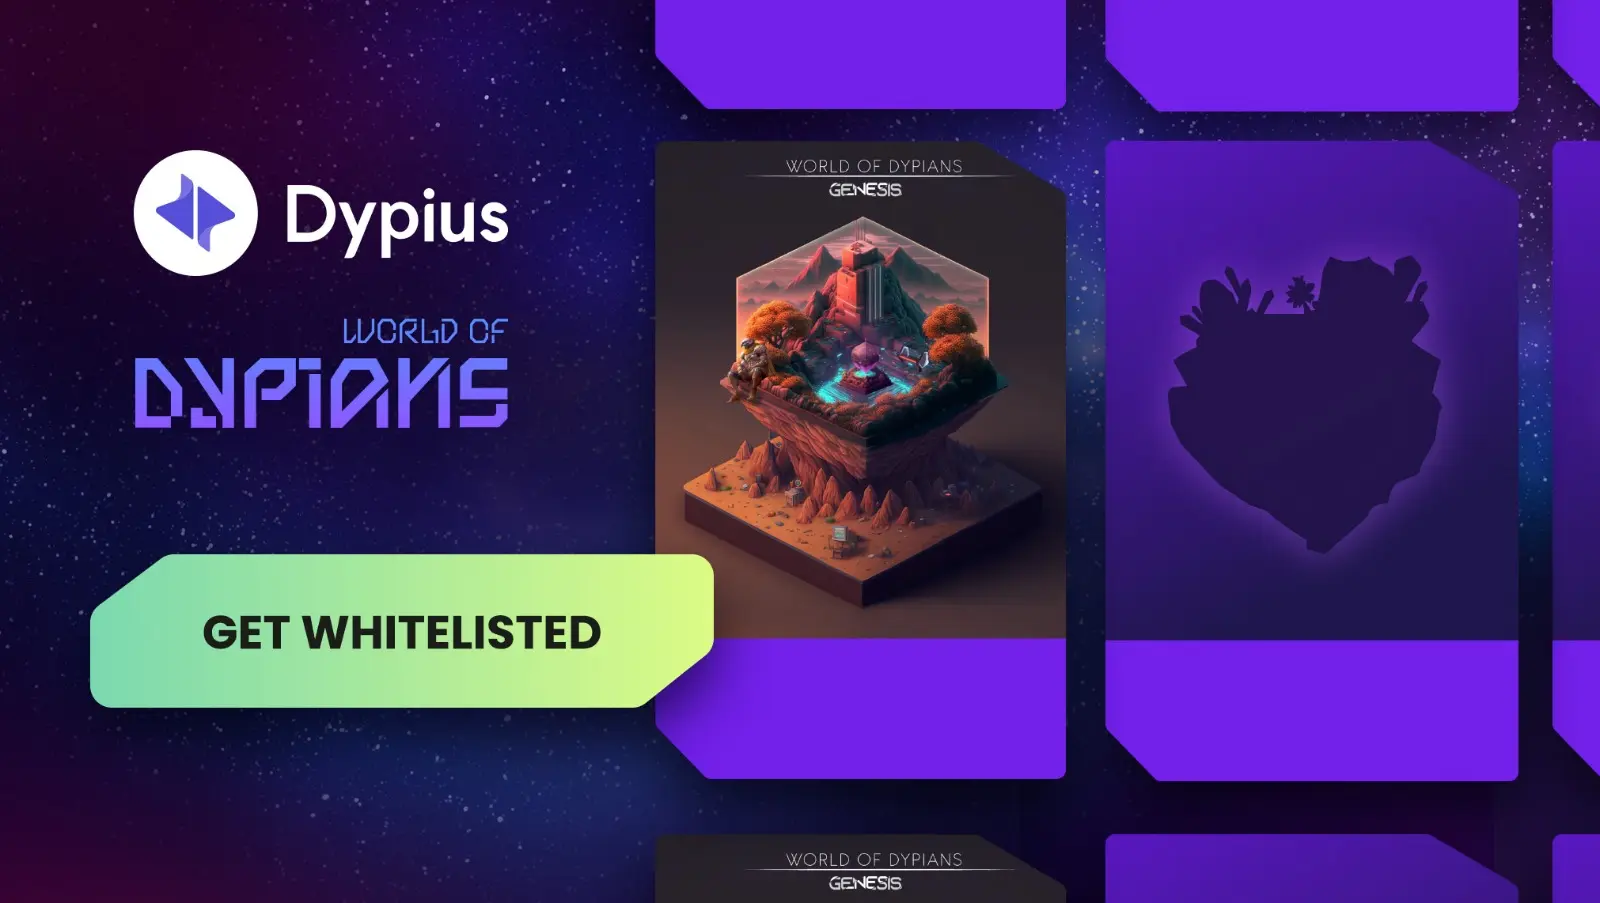 Dypius
WORLD OF
DYPIANS
GET WHITELISTED
WORLD OF DYPIANS
GENESIS
WORLD OF DYPIANS
GENESIS